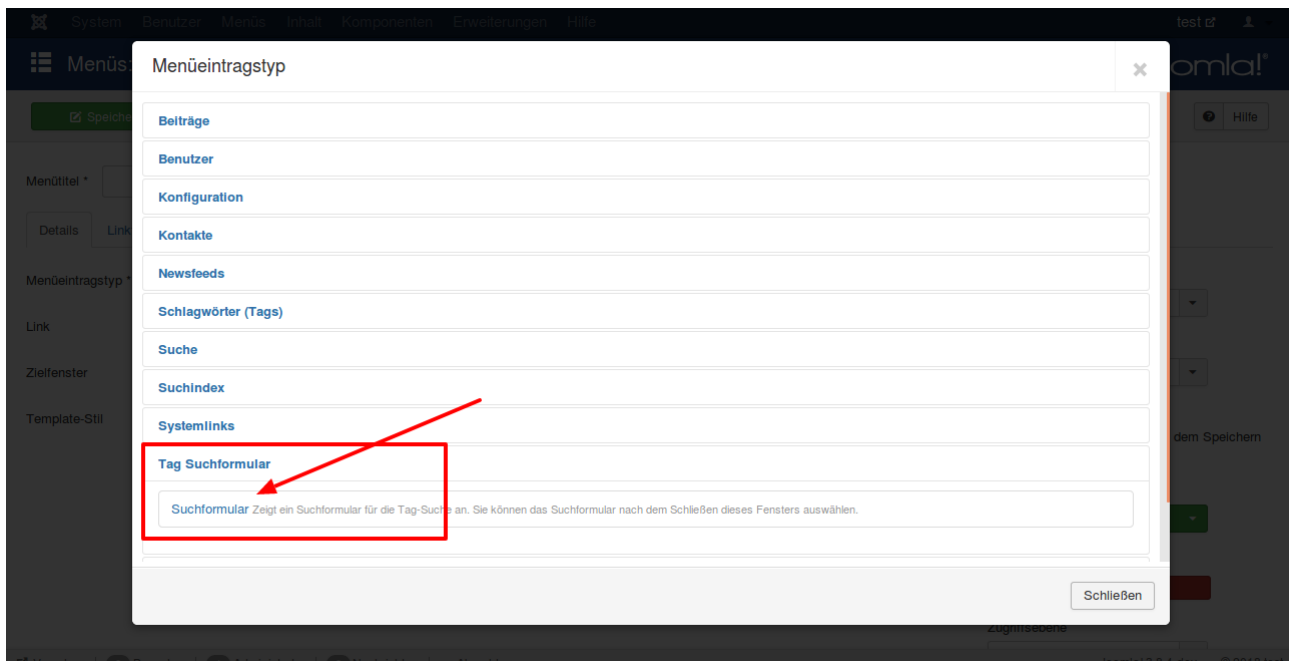 System Benutzer Menüs Inhalt Komponenten Erweiterungen Hilfe test
Menüs:
omla!®
Menüeintragstyp
×
Speiche
Hilfe
Beiträge
Benutzer
Menütitel *
Konfiguration
Details Link
Kontakte
Newsfeeds
Menüeintragstyp *
Schlagwörter (Tags)
Link
Suche
Zielfenster
Suchindex
Template-Stil
Systemlinks
dem Speichern
Tag Suchformular
Suchformular Zeigt ein Suchformular für die Tag-Suche an. Sie können das Suchformular nach dem Schließen dieses Fensters auswählen.
Schließen
Zugriffsebene